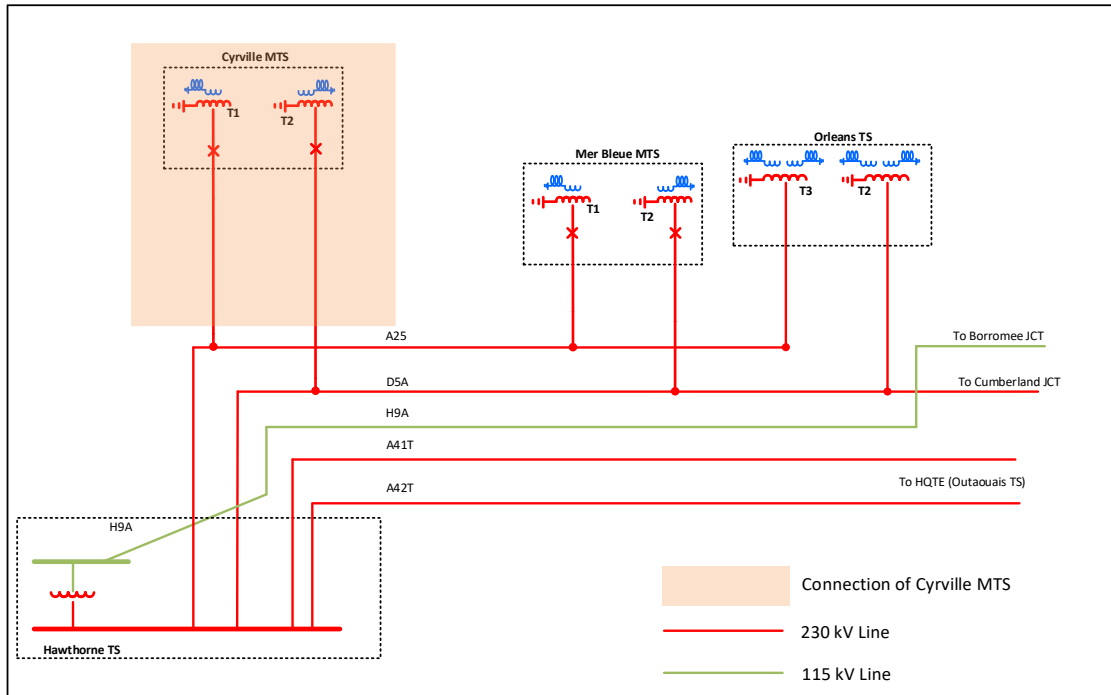 Cyrville MTS
T1
T2
Mer Bleue MTS
T1
T2
Orleans TS
T3
T2
A25
To Borromee JCT
D5A
To Cumberland JCT
H9A
A41T
A42T
To HQTE (Outaouais TS)
H9A
Hawthorne TS
Connection of Cyrville MTS
230 kV Line
115 kV Line